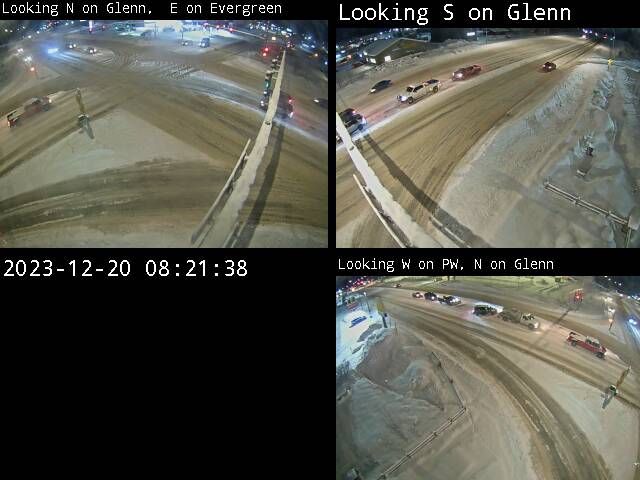 Looking N on Glenn,  E on Evergreen
Looking S on Glenn
2023-12-20 08:21:38
Looking W on PW, N on Glenn